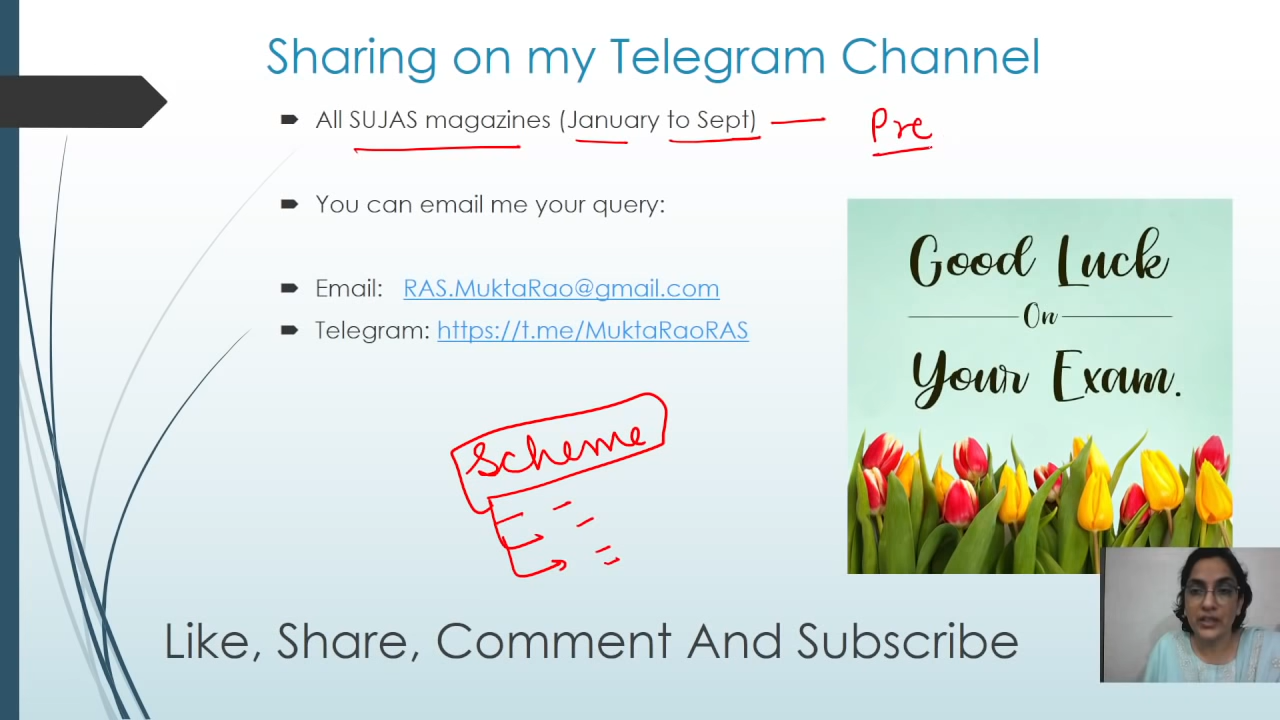 Sharing on my Telegram Channel
All SUJAS magazines (January to Sept) — Pre
You can email me your query:
Email: RAS.MuktaRao@gmail.com
Telegram: https://t.me/MuktaRaoRAS
Good Luck
On
Your Exam.
Scheme
Like, Share, Comment And Subscribe